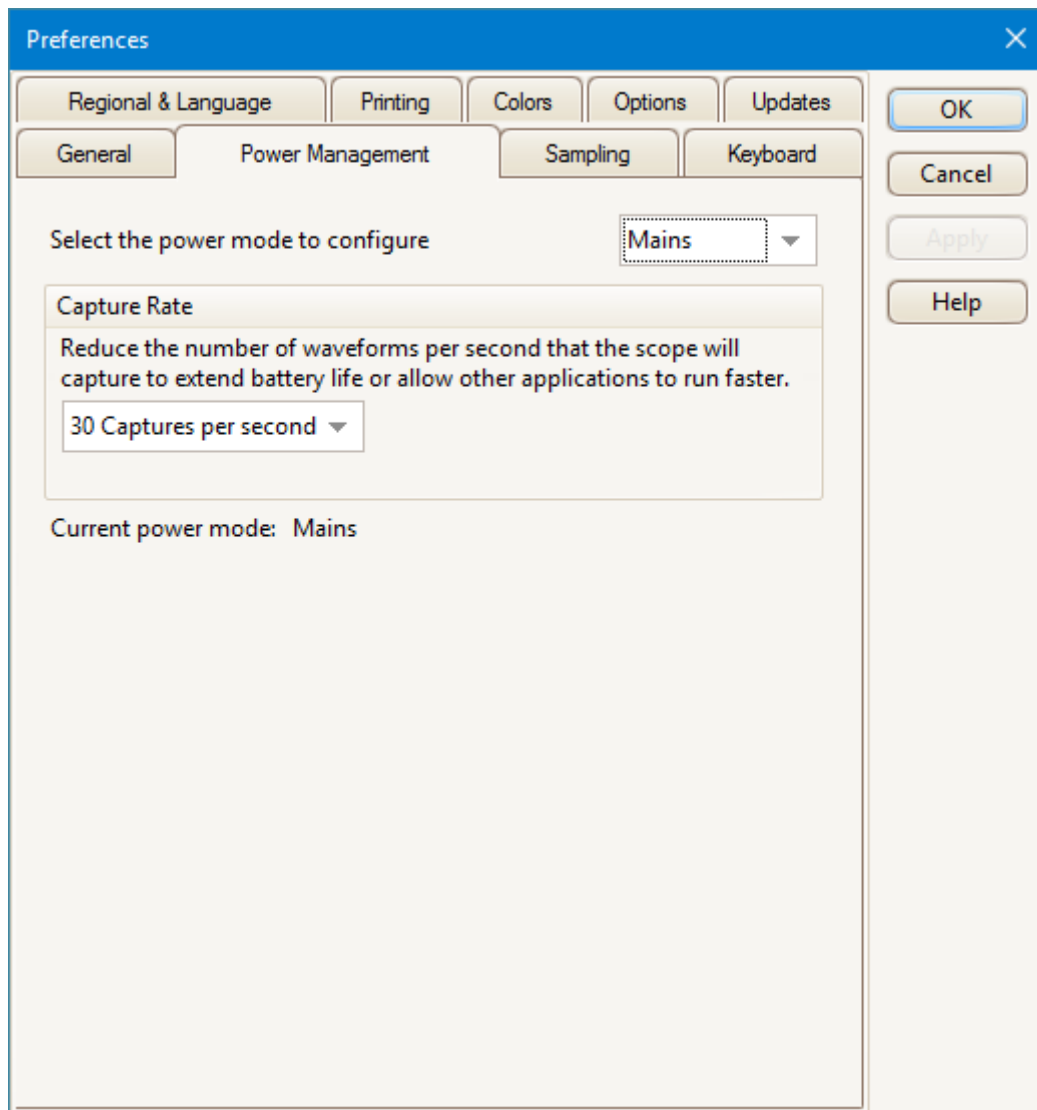 Preferences
Regional & Language Printing Colors Options Updates
General Power Management Sampling Keyboard
OK
Cancel
Apply
Help
Select the power mode to configure Mains
Capture Rate
Reduce the number of waveforms per second that the scope will
capture to extend battery life or allow other applications to run faster.
30 Captures per second
Current power mode: Mains